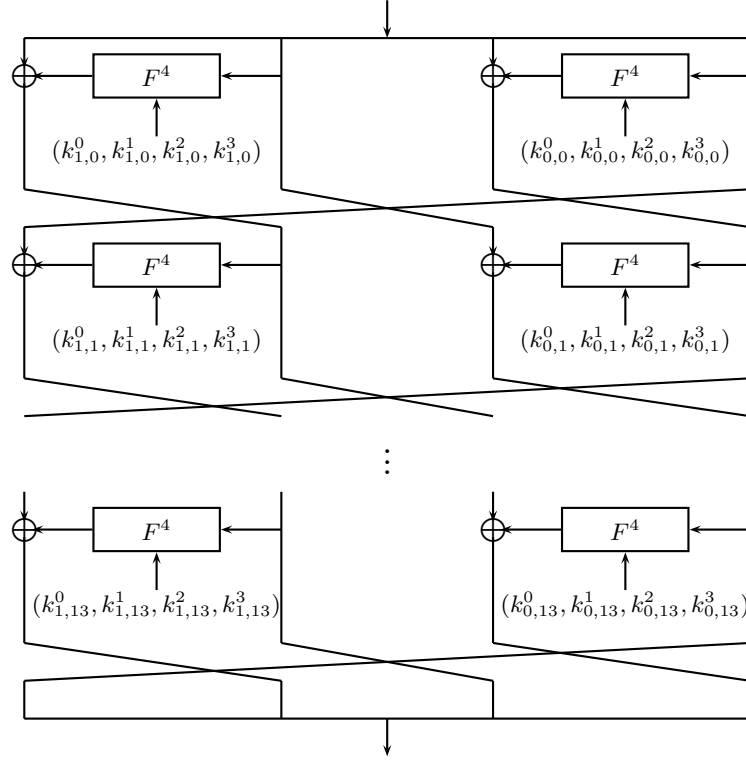 F^4 F^4
(k^0_{1,0}, k^1_{1,0}, k^2_{1,0}, k^3_{1,0}) (k^0_{0,0}, k^1_{0,0}, k^2_{0,0}, k^3_{0,0})
F^4 F^4
(k^0_{1,1}, k^1_{1,1}, k^2_{1,1}, k^3_{1,1}) (k^0_{0,1}, k^1_{0,1}, k^2_{0,1}, k^3_{0,1})
⋮
F^4 F^4
(k^0_{1,13}, k^1_{1,13}, k^2_{1,13}, k^3_{1,13}) (k^0_{0,13}, k^1_{0,13}, k^2_{0,13}, k^3_{0,13})